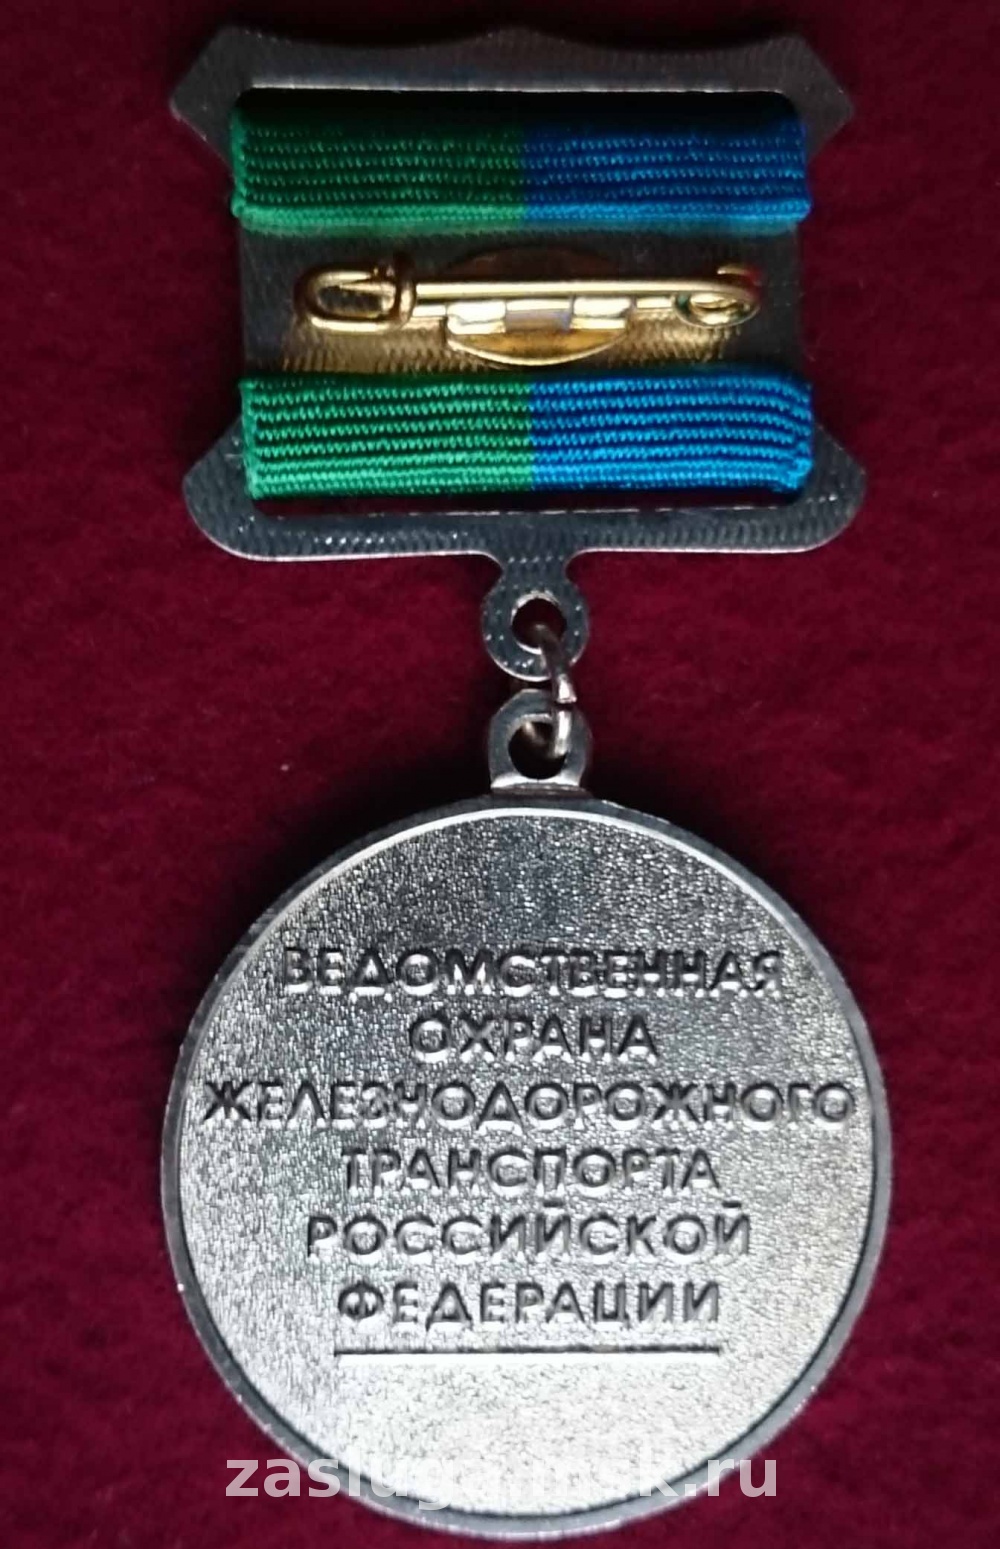 ВЕДОМСТВЕННАЯ
ОХРАНА
ЖЕЛЕЗНОДОРОЖНОГО
ТРАНСПОРТА
РОССИЙСКОЙ
ФЕДЕРАЦИИ